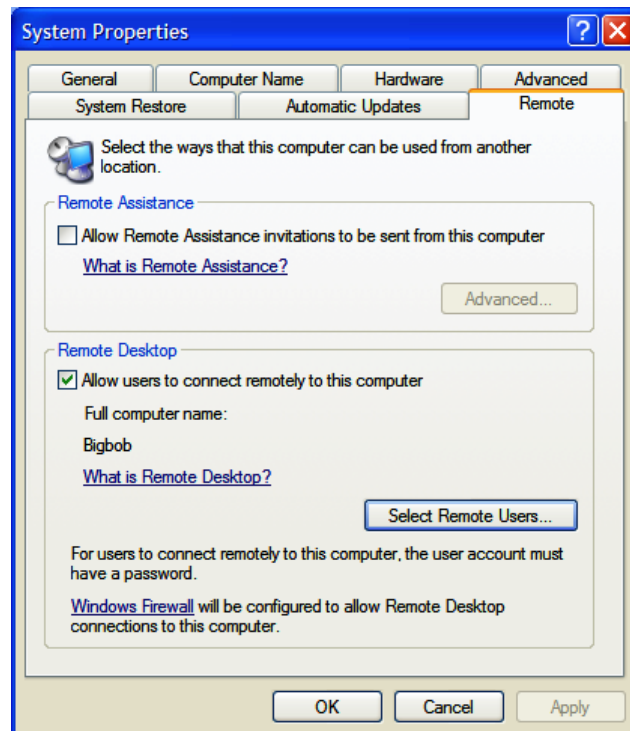 System Properties
General
Computer Name
Hardware
Advanced
System Restore
Automatic Updates
Remote
Select the ways that this computer can be used from another
location.
Remote Assistance
Allow Remote Assistance invitations to be sent from this computer
What is Remote Assistance?
Advanced...
Remote Desktop
Allow users to connect remotely to this computer
Full computer name:
Bigbob
What is Remote Desktop?
Select Remote Users...
For users to connect remotely to this computer, the user account must
have a password.
Windows Firewall will be configured to allow Remote Desktop
connections to this computer.
OK
Cancel
Apply